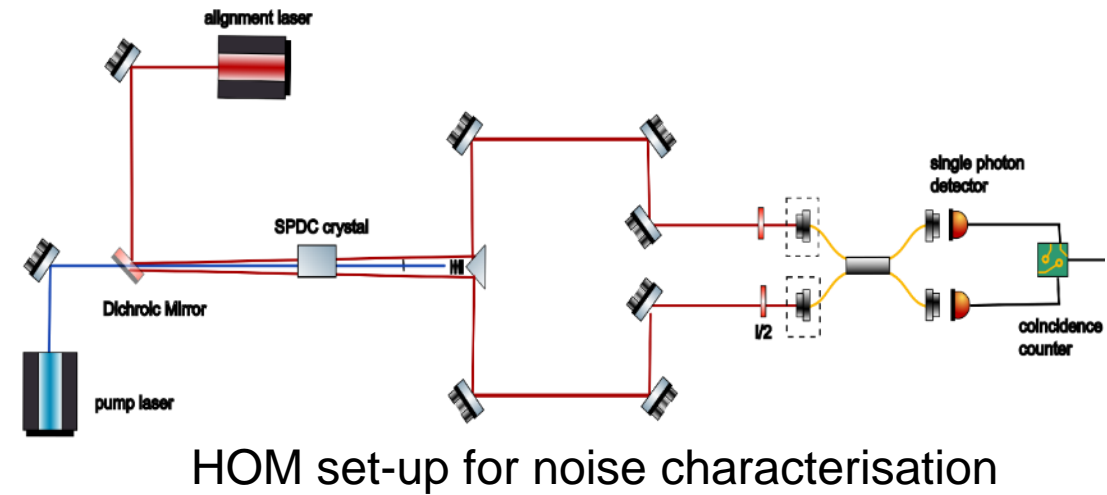 alignment laser
single photon
detector
SPDC crystal
Dichroic Mirror
l/2
coincidence
counter
pump laser
HOM set-up for noise characterisation